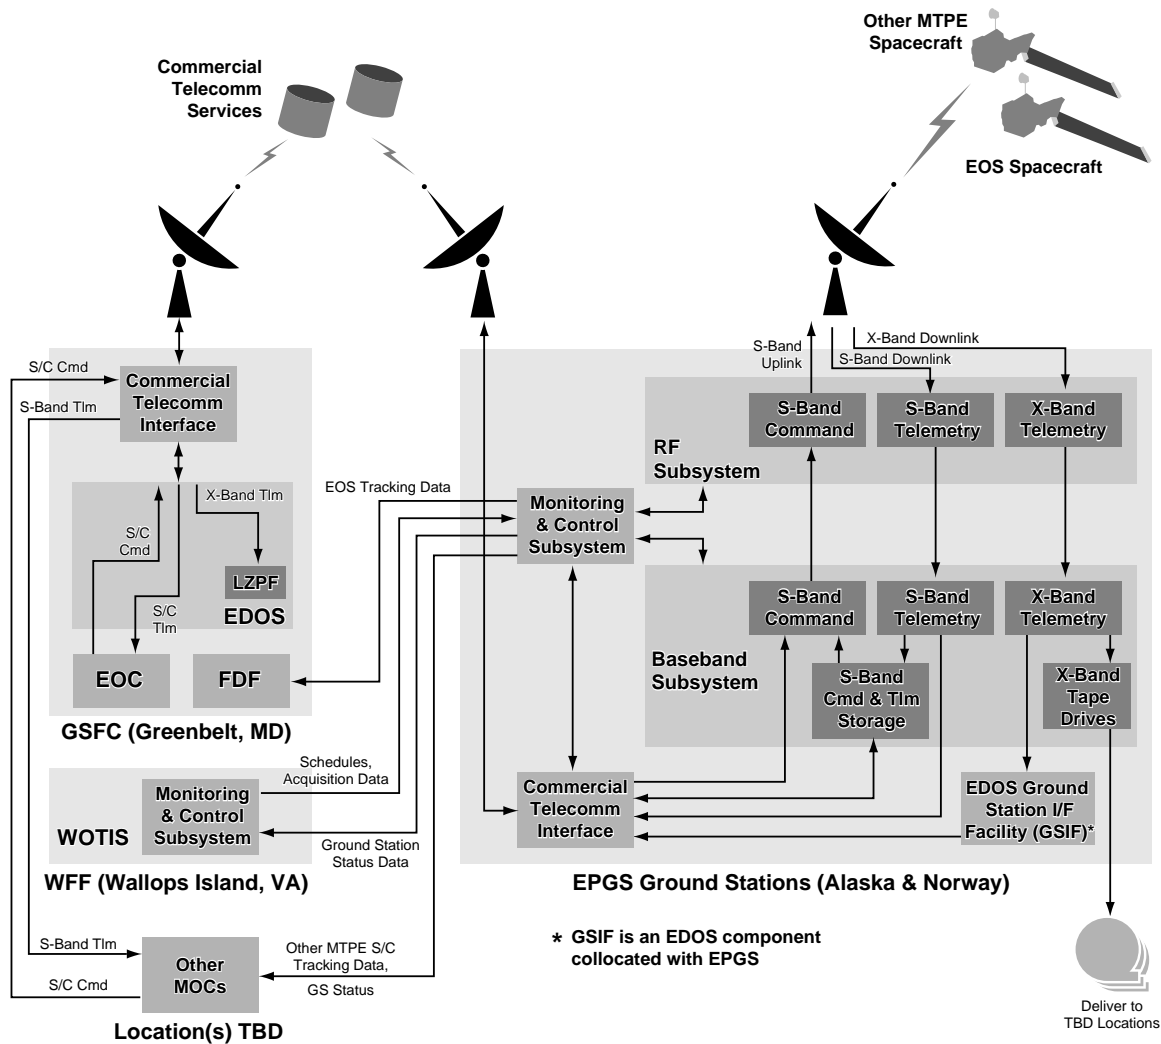 Other MTPE
Spacecraft
Commercial
Telecomm
Services
EOS Spacecraft
S/C Cmd
Commercial
Telecomm
Interface
S-Band Tlm
X-Band Tlm
S/C
Cmd
LZPF
EDOS
S/C
Tlm
EOC
FDF
GSFC (Greenbelt, MD)
EOS Tracking Data
Schedules,
Acquisition Data
Monitoring
& Control
Subsystem
WOTIS
Ground Station
Status Data
WFF (Wallops Island, VA)
S-Band Tlm
S/C Cmd
Other
MOCs
Other MTPE S/C
Tracking Data,
GS Status
Location(s) TBD
S-Band
Uplink
X-Band Downlink
S-Band Downlink
S-Band
Command
S-Band
Telemetry
X-Band
Telemetry
RF
Subsystem
Monitoring
& Control
Subsystem
S-Band
Command
S-Band
Telemetry
X-Band
Telemetry
Baseband
Subsystem
S-Band
Cmd & Tlm
Storage
X-Band
Tape
Drives
Commercial
Telecomm
Interface
EDOS Ground
Station I/F
Facility (GSIF)*
EPGS Ground Stations (Alaska & Norway)
* GSIF is an EDOS component
collocated with EPGS
Deliver to
TBD Locations